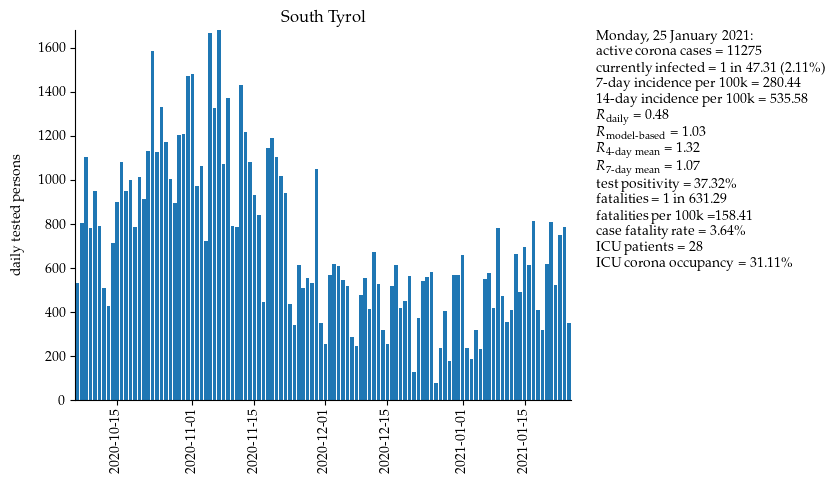 South Tyrol
daily tested persons
1600
1400
1200
1000
800
600
400
200
0
2020-10-15
2020-11-01
2020-11-15
2020-12-01
2020-12-15
2021-01-01
2021-01-15
Monday, 25 January 2021:
active corona cases = 11275
currently infected = 1 in 47.31 (2.11%)
7-day incidence per 100k = 280.44
14-day incidence per 100k = 535.58
R daily = 0.48
R model-based = 1.03
R 4-day mean = 1.32
R 7-day mean = 1.07
test positivity = 37.32%
fatalities = 1 in 631.29
fatalities per 100k =158.41
case fatality rate = 3.64%
ICU patients = 28
ICU corona occupancy = 31.11%